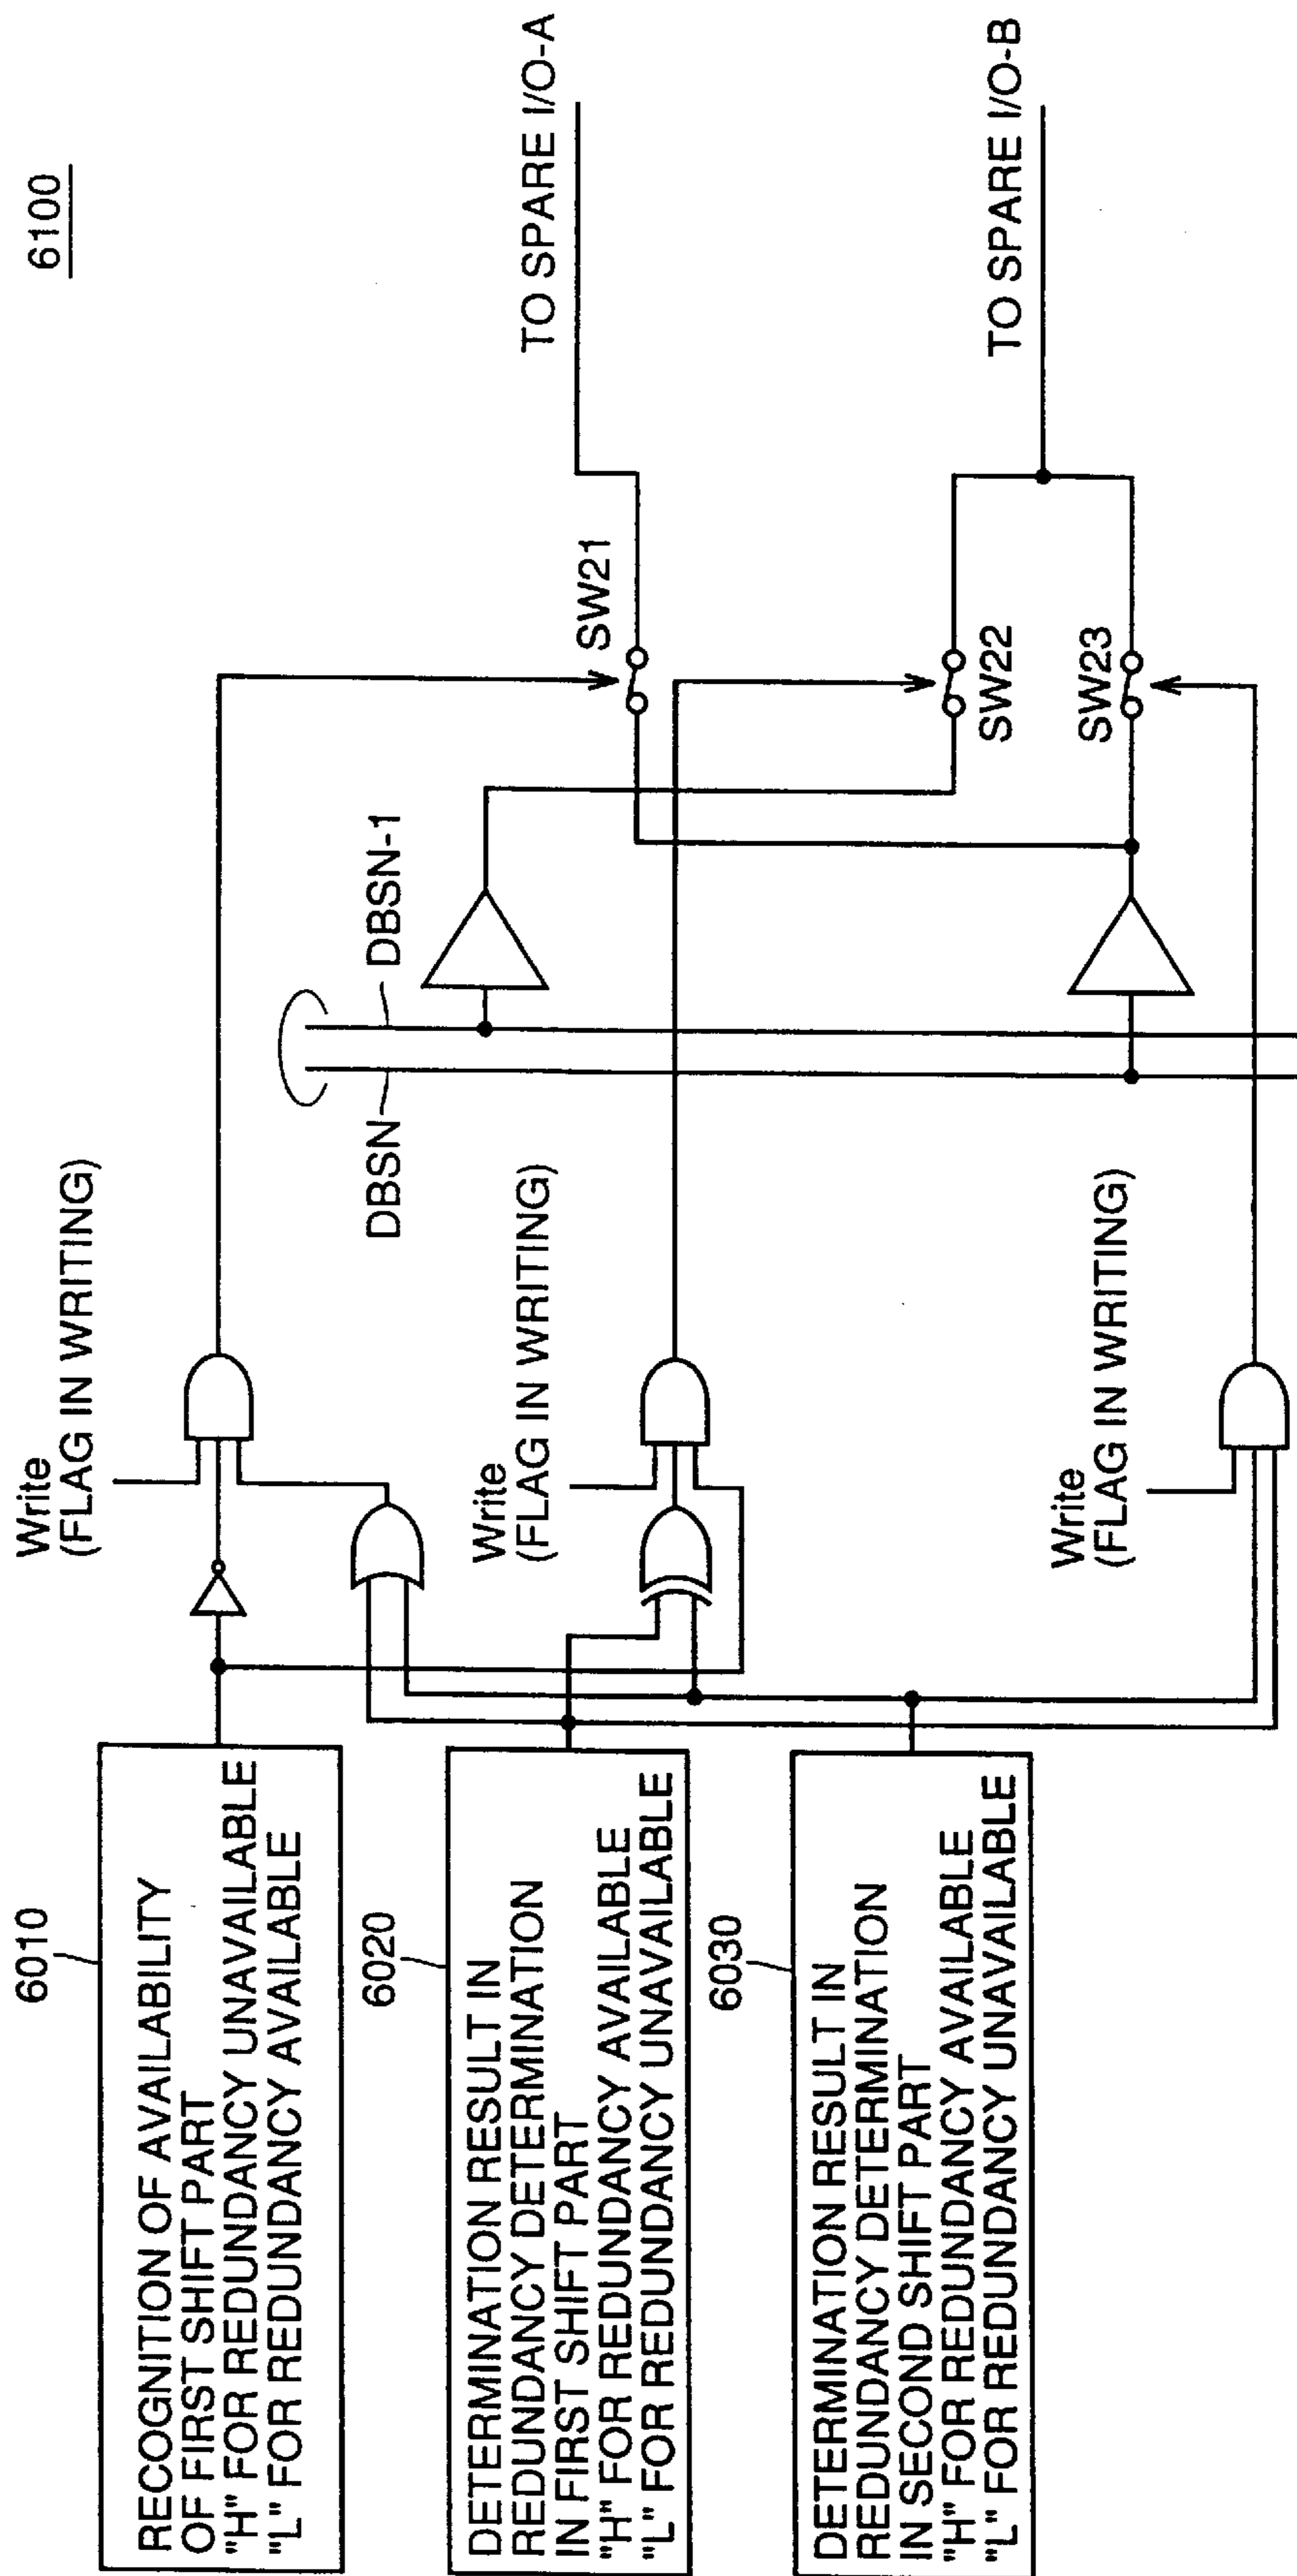 6100
6010
RECOGNITION OF AVAILABILITY
OF FIRST SHIFT PART
"H" FOR REDUNDANCY UNAVAILABLE
"L" FOR REDUNDANCY AVAILABLE
Write
(FLAG IN WRITING)
SW21
TO SPARE I/O-A
DBSN
DBSN-1
6020
DETERMINATION RESULT IN
REDUNDANCY DETERMINATION
IN FIRST SHIFT PART
"H" FOR REDUNDANCY AVAILABLE
"L" FOR REDUNDANCY UNAVAILABLE
Write
(FLAG IN WRITING)
SW22
TO SPARE I/O-B
6030
DETERMINATION RESULT IN
REDUNDANCY DETERMINATION
IN SECOND SHIFT PART
"H" FOR REDUNDANCY AVAILABLE
"L" FOR REDUNDANCY UNAVAILABLE
Write
(FLAG IN WRITING)
SW23